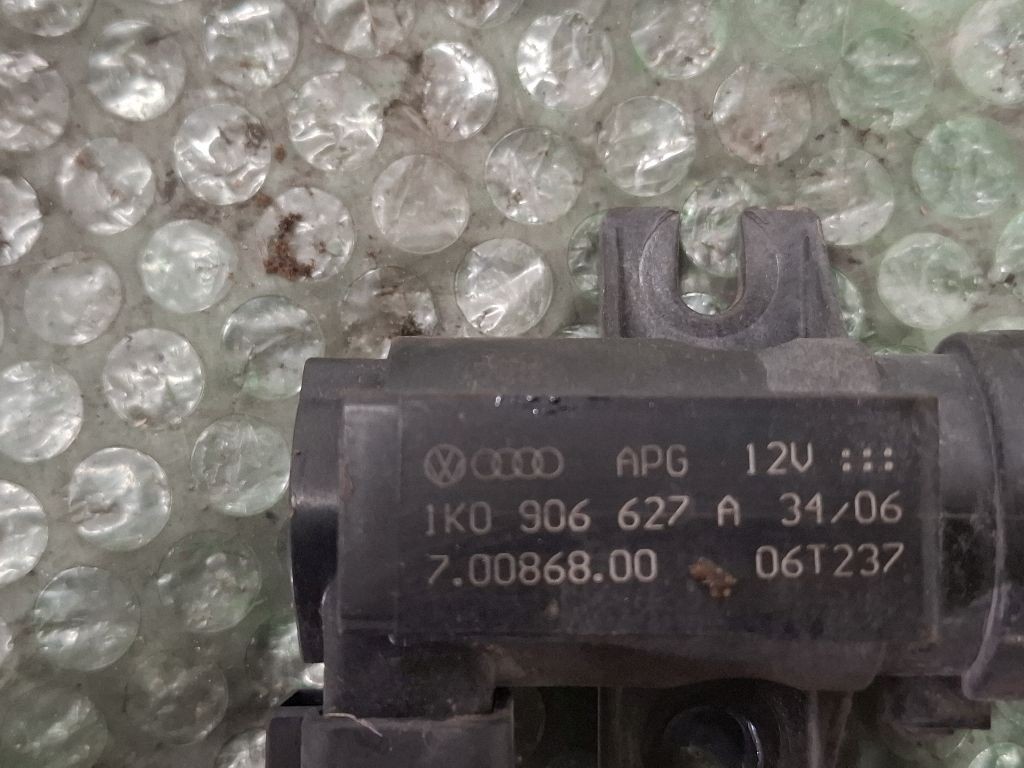 APG 12V :::
1K0 906 627 A 34/06
7.00868.00 06T237